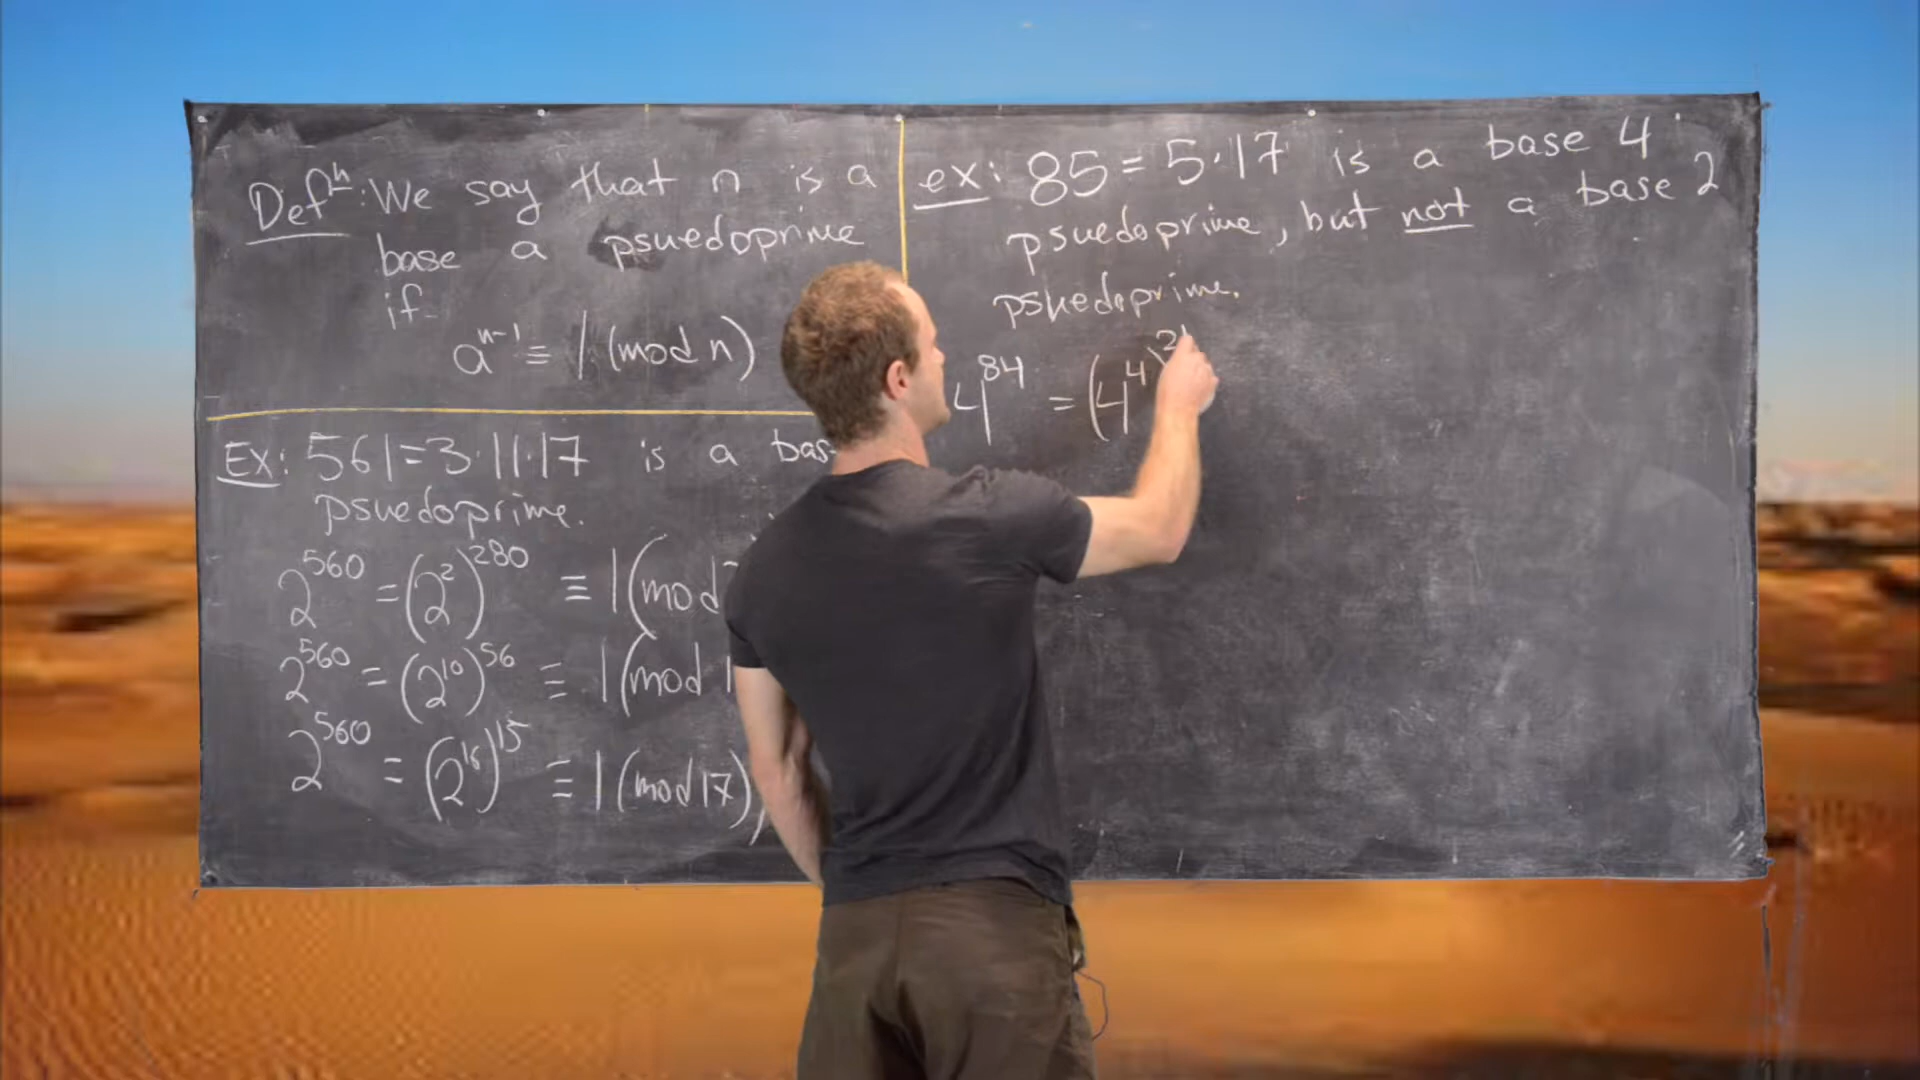 Defⁿ: We say that n is a
base a psuedoprime
if
a^{n-1} ≡ 1 (mod n)
Ex: 561=3·11·17 is a bas
psuedoprime.
2^{560} = (2^2)^{280} ≡ 1(mod
2^{560} = (2^{10})^{56} ≡ 1(mod 1
2^{560} = (2^{16})^{15} ≡ 1(mod 17)
ex: 85=5·17 is a base 4
psuedoprime, but not a base 2
psuedoprime.
4^{84} = (4^4)^{21